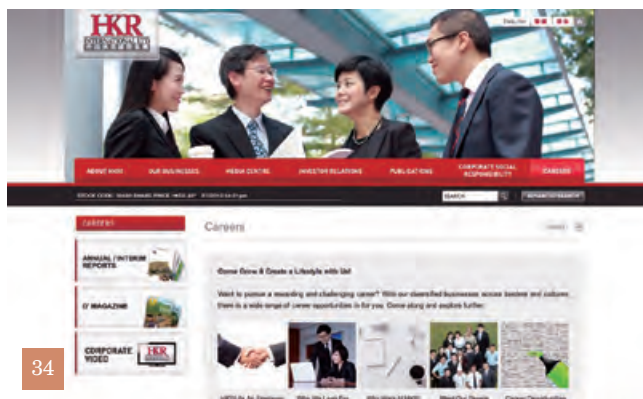 HKR
INTERNATIONAL LTD
ENGLISH
ABOUT HKRI
OUR BUSINESSES
MEDIA CENTRE
INVESTOR RELATIONS
PUBLICATIONS
CORPORATE SOCIAL
RESPONSIBILITY
CAREERS
SEARCH
ADVANCED SEARCH
CAREERS
Careers
ANNUAL / INTERIM
REPORTS
Come Grow & Create a Lifestyle with Us!
Want to pursue a rewarding and challenging career? With our diversified businesses across borders and cultures,
there is a wide range of career opportunities in for you. Come along and explore further.
D' MAGAZINE
CORPORATE
VIDEO
HKR
34